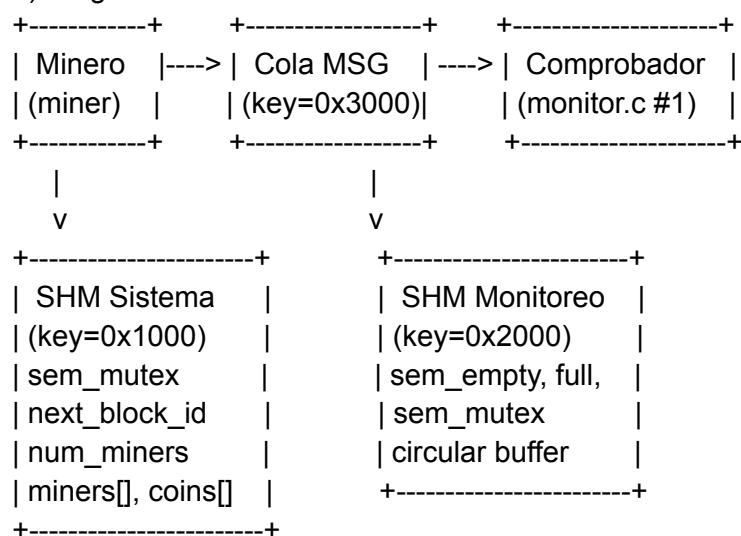 +------------+ +------------------+ +---------------------+
| Minero |----> | Cola MSG | ----> | Comprobador |
| (miner) | | (key=0x3000)| | (monitor.c #1) |
+------------+ +------------------+ +---------------------+
| |
v v
+-----------------------+ +------------------------+
| SHM Sistema | | SHM Monitoreo |
| (key=0x1000) | | (key=0x2000) |
| sem_mutex | | sem_empty, full, |
| next_block_id | | sem_mutex |
| num_miners | | circular buffer |
| miners[], coins[] | +------------------------+
+------------------------+